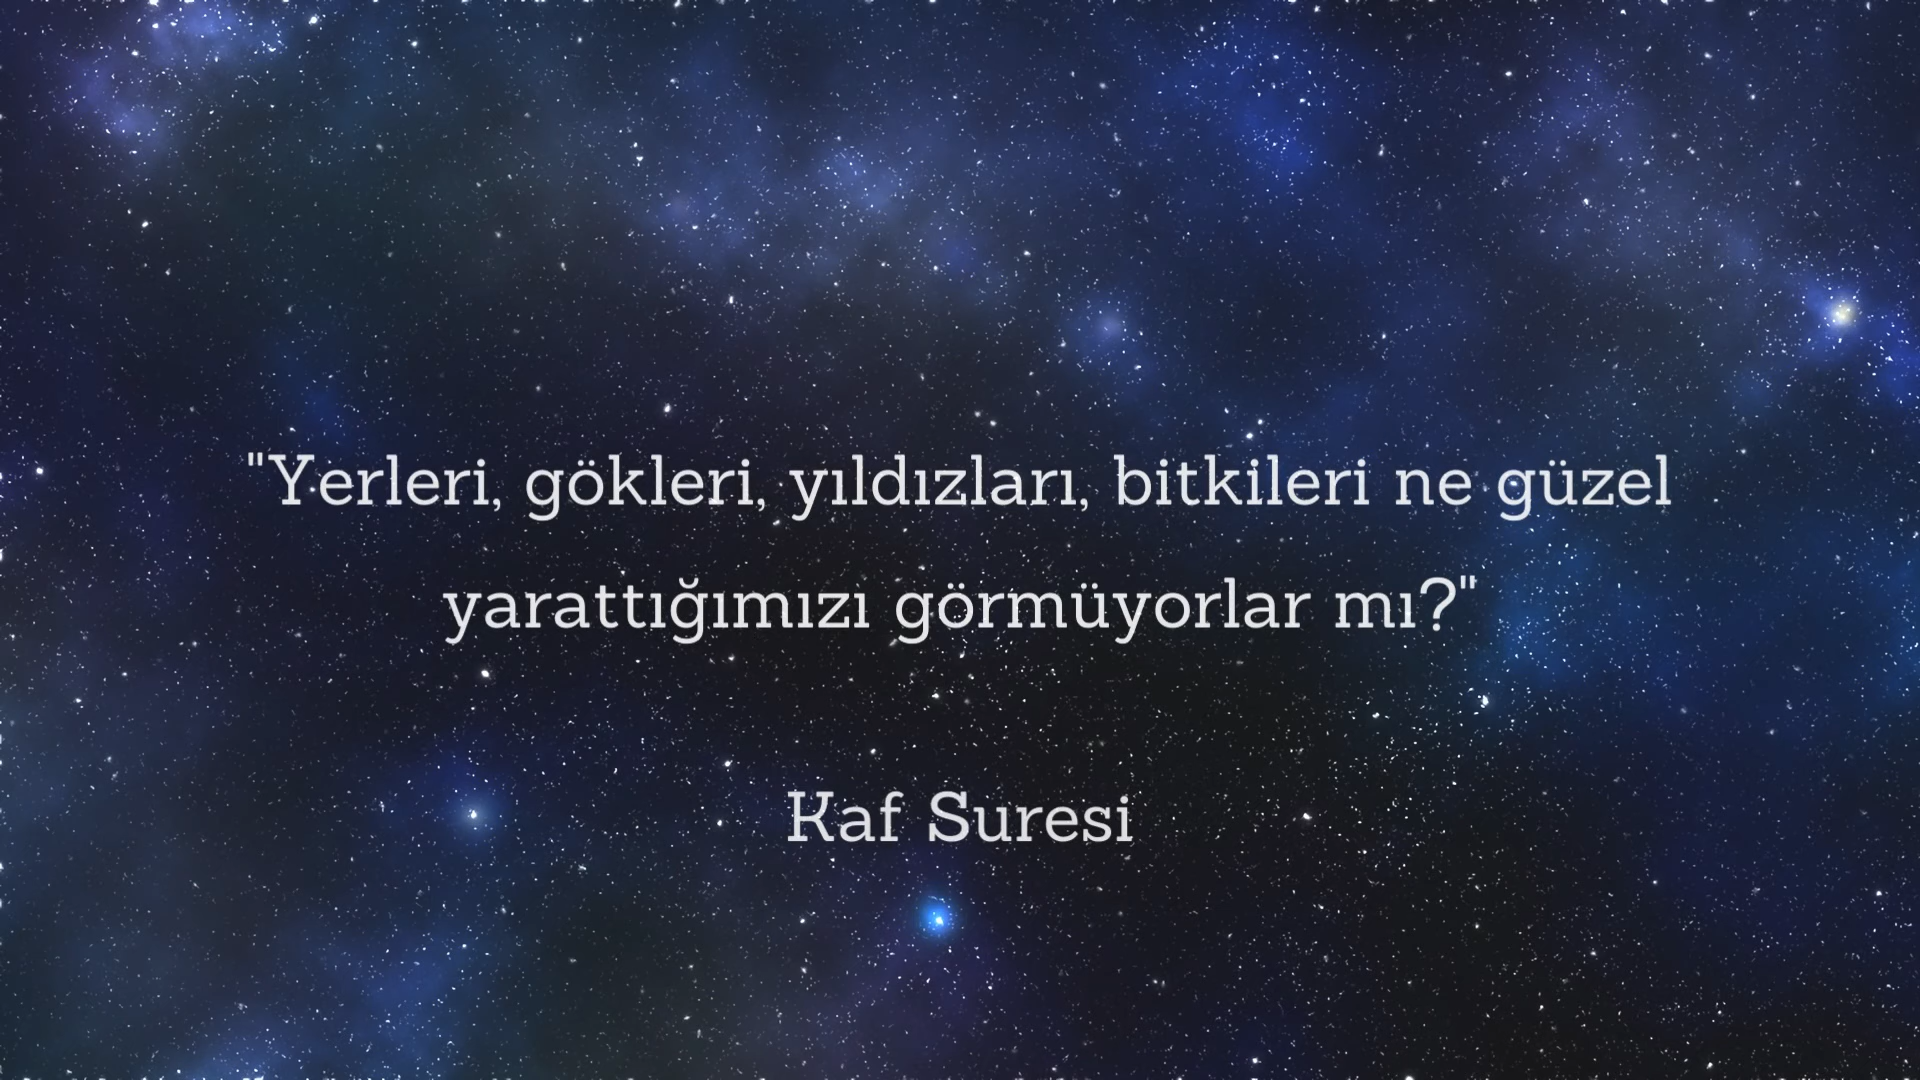 "Yerleri, gökleri, yıldızları, bitkileri ne güzel
yarattığımızı görmüyorlar mı?"
Kaf Suresi